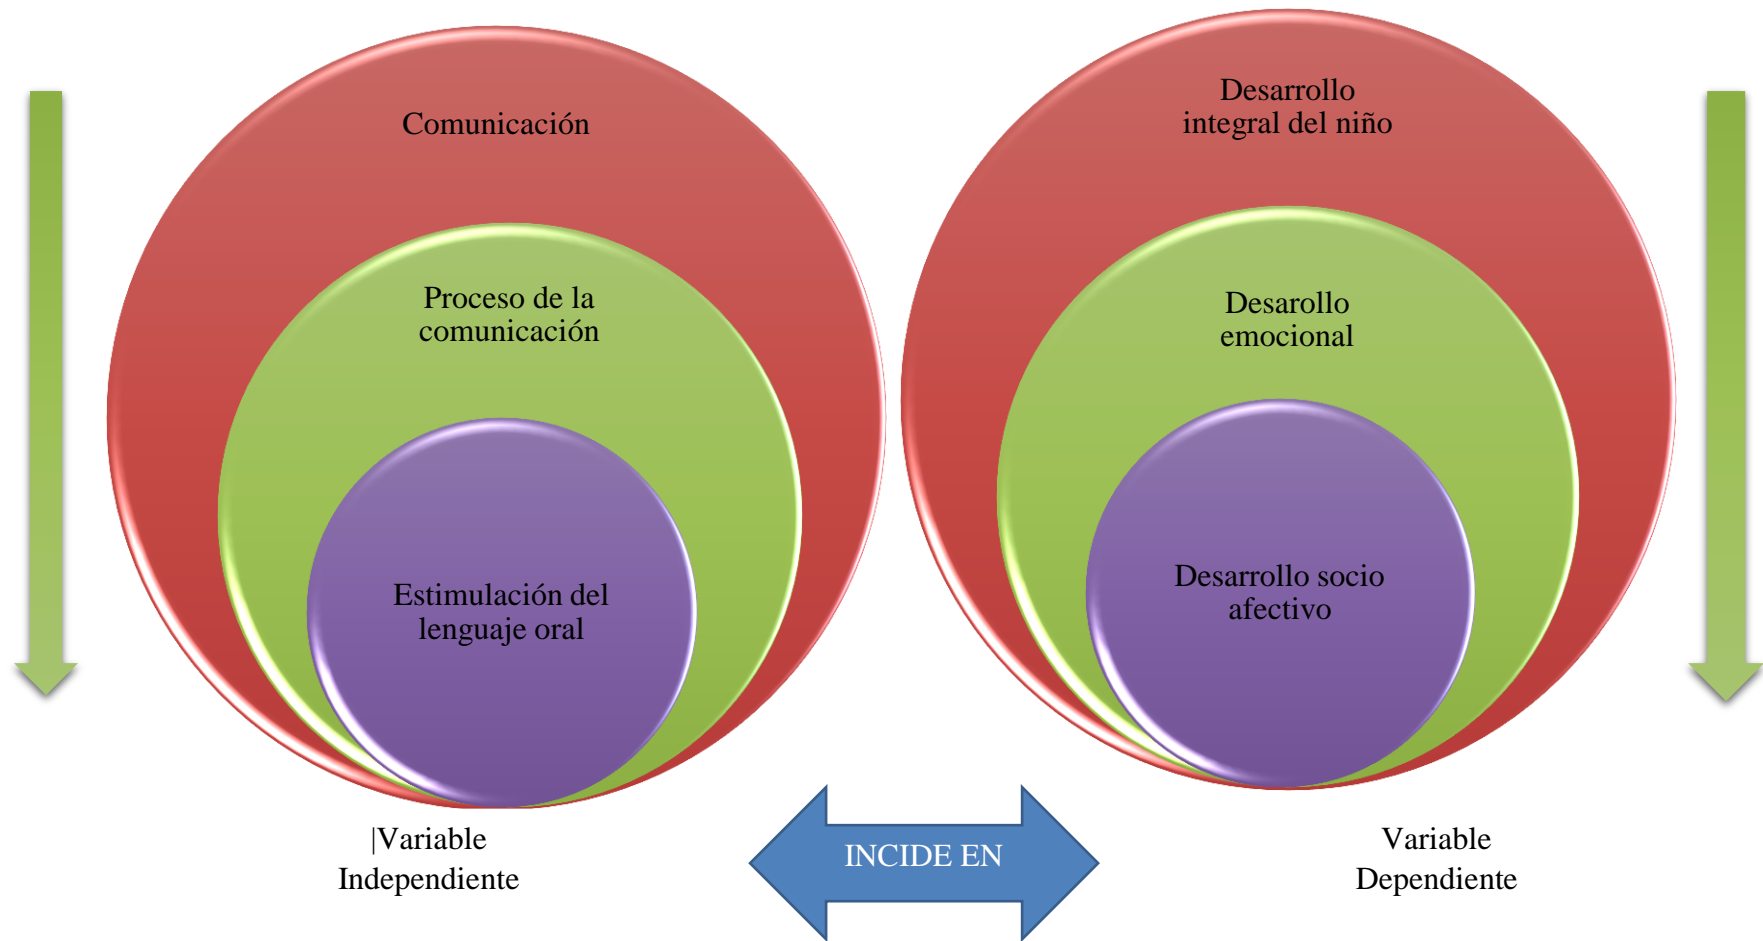 Comunicación
Proceso de la
comunicación
Estimulación del
lenguaje oral
|Variable
Independiente
INCIDE EN
Desarrollo
integral del niño
Desarollo
emocional
Desarrollo socio
afectivo
Variable
Dependiente